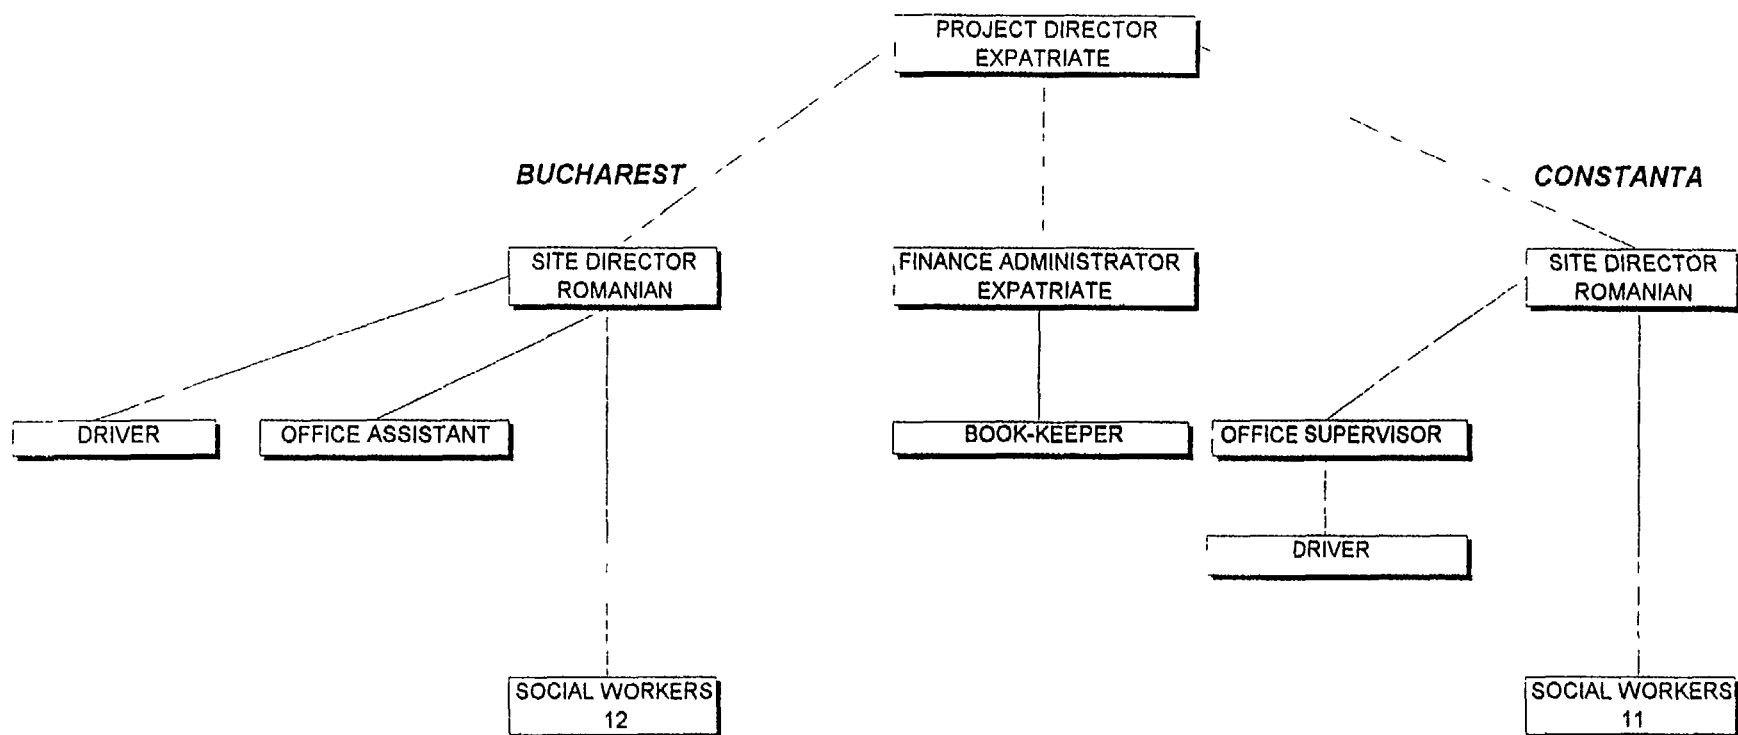 PROJECT DIRECTOR
EXPATRIATE
BUCHAREST
CONSTANTA
SITE DIRECTOR
ROMANIAN
FINANCE ADMINISTRATOR
EXPATRIATE
SITE DIRECTOR
ROMANIAN
DRIVER
OFFICE ASSISTANT
BOOK-KEEPER
OFFICE SUPERVISOR
DRIVER
SOCIAL WORKERS
12
SOCIAL WORKERS
11